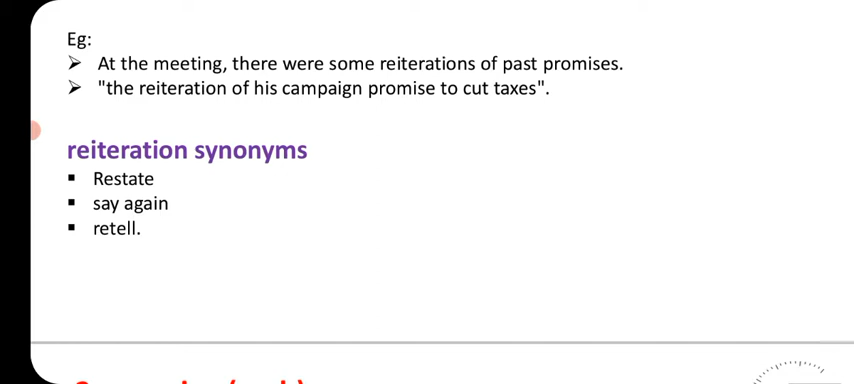 Eg:
➢ At the meeting, there were some reiterations of past promises.
➢ "the reiteration of his campaign promise to cut taxes".
reiteration synonyms
▪ Restate
▪ say again
▪ retell.